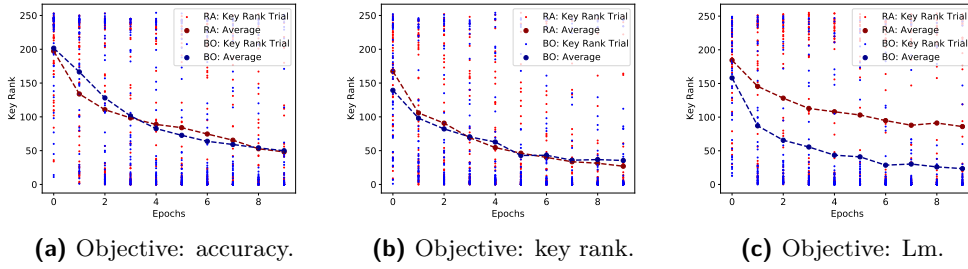 RA: Key Rank Trial
RA: Average
BO: Key Rank Trial
BO: Average
Key Rank
250
200
150
100
50
0
0 2 4 6 8
Epochs
(a) Objective: accuracy.
RA: Key Rank Trial
RA: Average
BO: Key Rank Trial
BO: Average
Key Rank
250
200
150
100
50
0
0 2 4 6 8
Epochs
(b) Objective: key rank.
RA: Key Rank Trial
RA: Average
BO: Key Rank Trial
BO: Average
Key Rank
250
200
150
100
50
0
0 2 4 6 8
Epochs
(c) Objective: Lm.